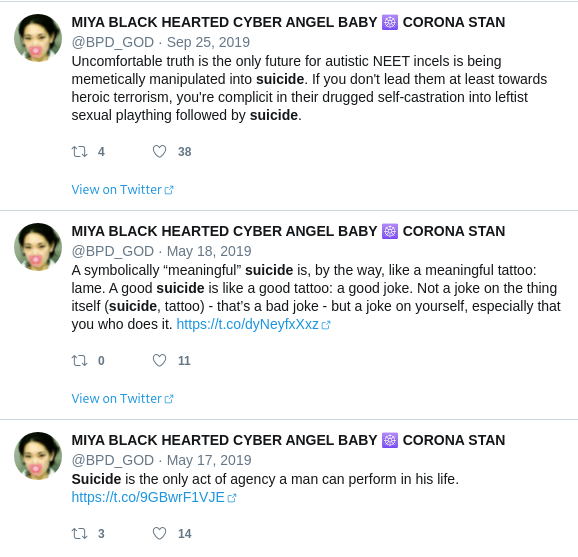 MIYA BLACK HEARTED CYBER ANGEL BABY ☸ CORONA STAN
@BPD_GOD · Sep 25, 2019
Uncomfortable truth is the only future for autistic NEET incels is being
memetically manipulated into suicide. If you don't lead them at least towards
heroic terrorism, you're complicit in their drugged self-castration into leftist
sexual plaything followed by suicide.
4 38
View on Twitter
MIYA BLACK HEARTED CYBER ANGEL BABY ☸ CORONA STAN
@BPD_GOD · May 18, 2019
A symbolically “meaningful” suicide is, by the way, like a meaningful tattoo:
lame. A good suicide is like a good tattoo: a good joke. Not a joke on the thing
itself (suicide, tattoo) - that’s a bad joke - but a joke on yourself, especially that
you who does it. https://t.co/dyNeyfxXxz
0 11
View on Twitter
MIYA BLACK HEARTED CYBER ANGEL BABY ☸ CORONA STAN
@BPD_GOD · May 17, 2019
Suicide is the only act of agency a man can perform in his life.
https://t.co/9GBwrF1VJE
3 14